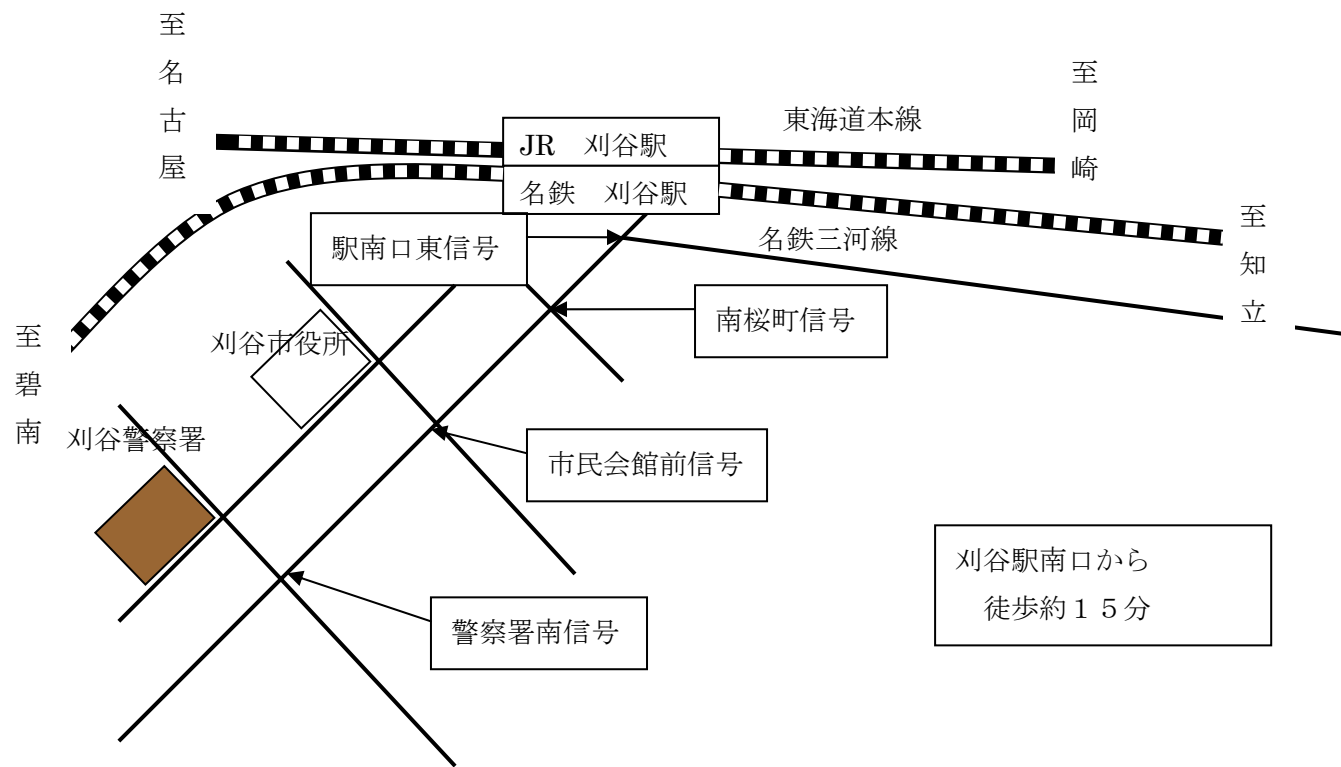 至名古屋
至岡崎
東海道本線
JR　刈谷駅
名鉄　刈谷駅
至知立
駅南口東信号
名鉄三河線
南桜町信号
至碧南
刈谷市役所
刈谷警察署
市民会館前信号
刈谷駅南口から
徒歩約１５分
警察署南信号